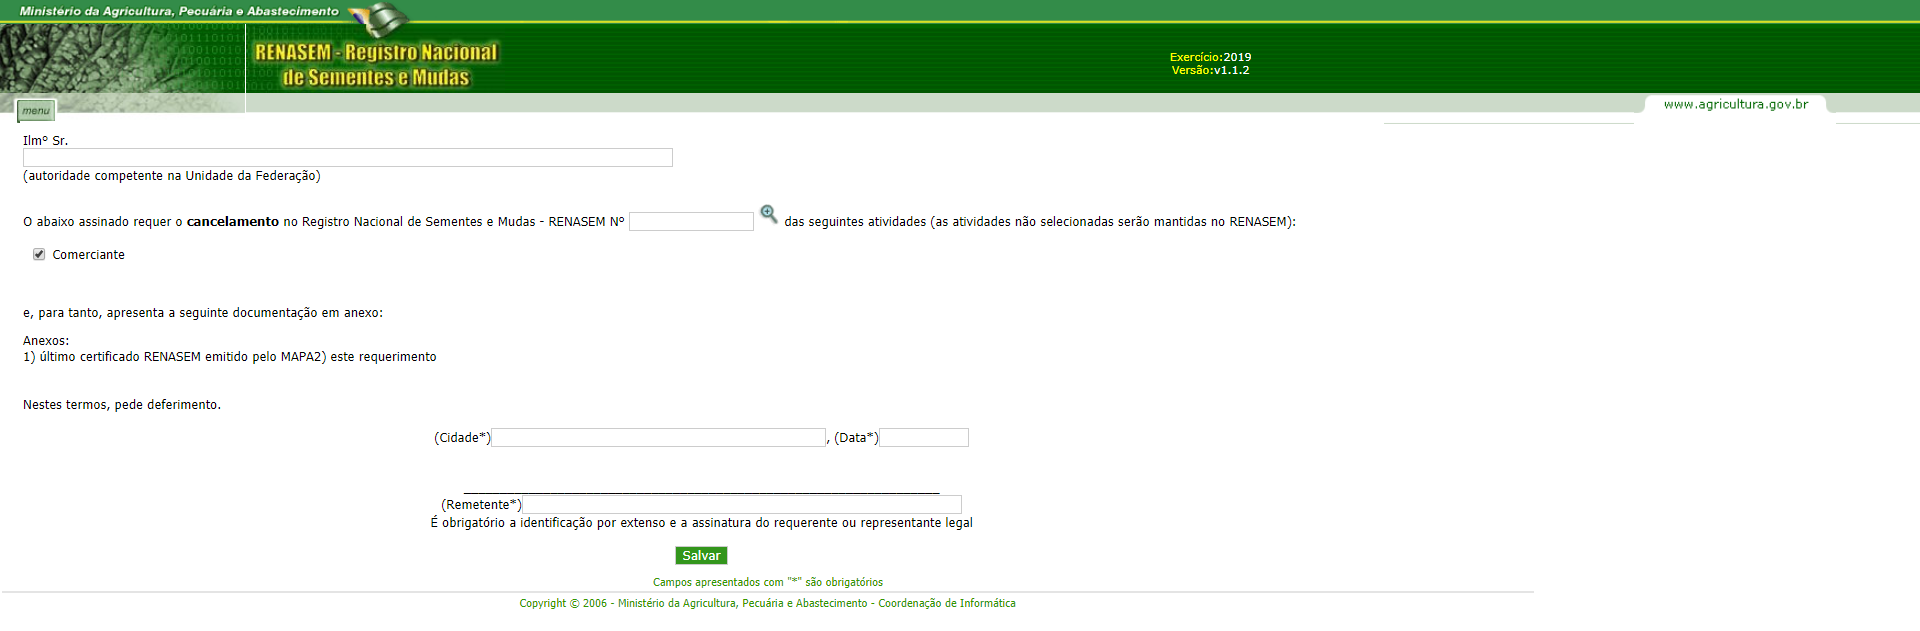 Ministério da Agricultura, Pecuária e Abastecimento
RENASEM - Registro Nacional
de Sementes e Mudas
Exercício:2019
Versão:v1.1.2
menu
www.agricultura.gov.br
Ilmº Sr.
(autoridade competente na Unidade da Federação)
O abaixo assinado requer o cancelamento no Registro Nacional de Sementes e Mudas - RENASEM Nº das seguintes atividades (as atividades não selecionadas serão mantidas no RENASEM):
Comerciante
e, para tanto, apresenta a seguinte documentação em anexo:
Anexos:
1) último certificado RENASEM emitido pelo MAPA2) este requerimento
Nestes termos, pede deferimento.
(Cidade*) , (Data*)
(Remetente*)
É obrigatório a identificação por extenso e a assinatura do requerente ou representante legal
Salvar
Campos apresentados com "*" são obrigatórios
Copyright © 2006 - Ministério da Agricultura, Pecuária e Abastecimento - Coordenação de Informática